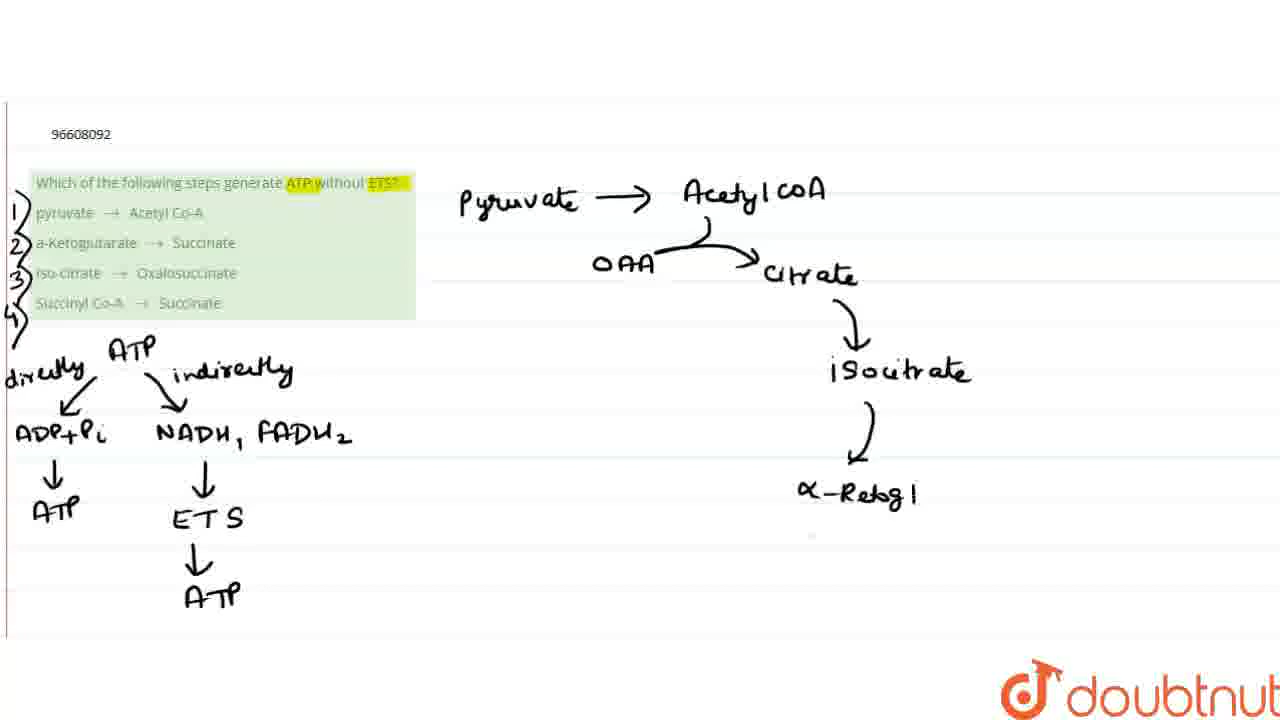 96608092
Which of the following steps generate ATP without ETS?
1) pyruvate → Acetyl Co-A
2) a-Ketoglutarate → Succinate
3) iso-citrate → Oxalosuccinate
4) Succinyl Co-A → Succinate
ATP
directly indirectly
ADP+Pi NADH, FADH2
↓ ↓
ATP ETS
↓
ATP
Pyruvate → Acetyl COA
OAA
Citrate
isocitrate
α-Ketogl
doubtnut